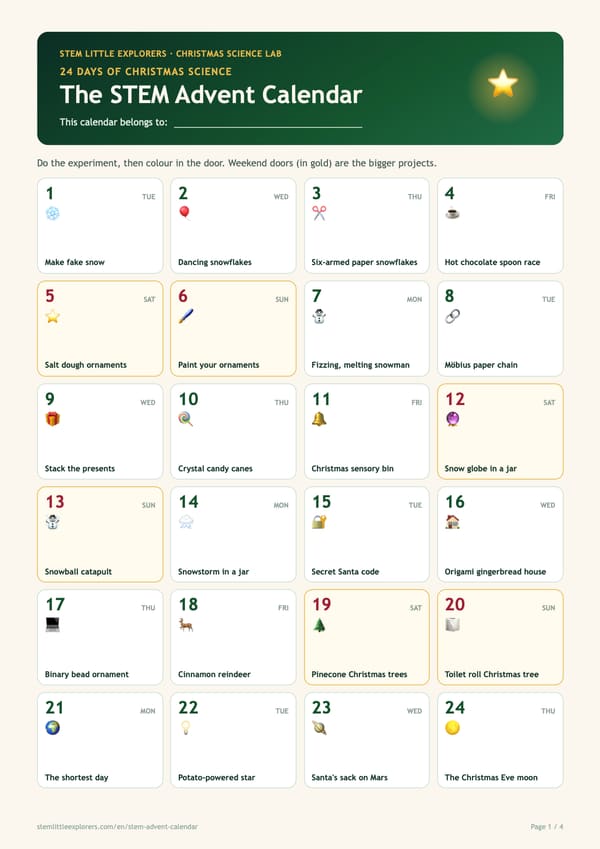 STEM LITTLE EXPLORERS · CHRISTMAS SCIENCE LAB
24 DAYS OF CHRISTMAS SCIENCE
The STEM Advent Calendar
This calendar belongs to:
Do the experiment, then colour in the door. Weekend doors (in gold) are the bigger projects.
1 TUE
Make fake snow
2 WED
Dancing snowflakes
3 THU
Six-armed paper snowflakes
4 FRI
Hot chocolate spoon race
5 SAT
Salt dough ornaments
6 SUN
Paint your ornaments
7 MON
Fizzing, melting snowman
8 TUE
Möbius paper chain
9 WED
Stack the presents
10 THU
Crystal candy canes
11 FRI
Christmas sensory bin
12 SAT
Snow globe in a jar
13 SUN
Snowball catapult
14 MON
Snowstorm in a jar
15 TUE
Secret Santa code
16 WED
Origami gingerbread house
17 THU
Binary bead ornament
18 FRI
Cinnamon reindeer
19 SAT
Pinecone Christmas trees
20 SUN
Toilet roll Christmas tree
21 MON
The shortest day
22 TUE
Potato-powered star
23 WED
Santa's sack on Mars
24 THU
The Christmas Eve moon
stemlittleexplorers.com/en/stem-advent-calendar
Page 1 / 4